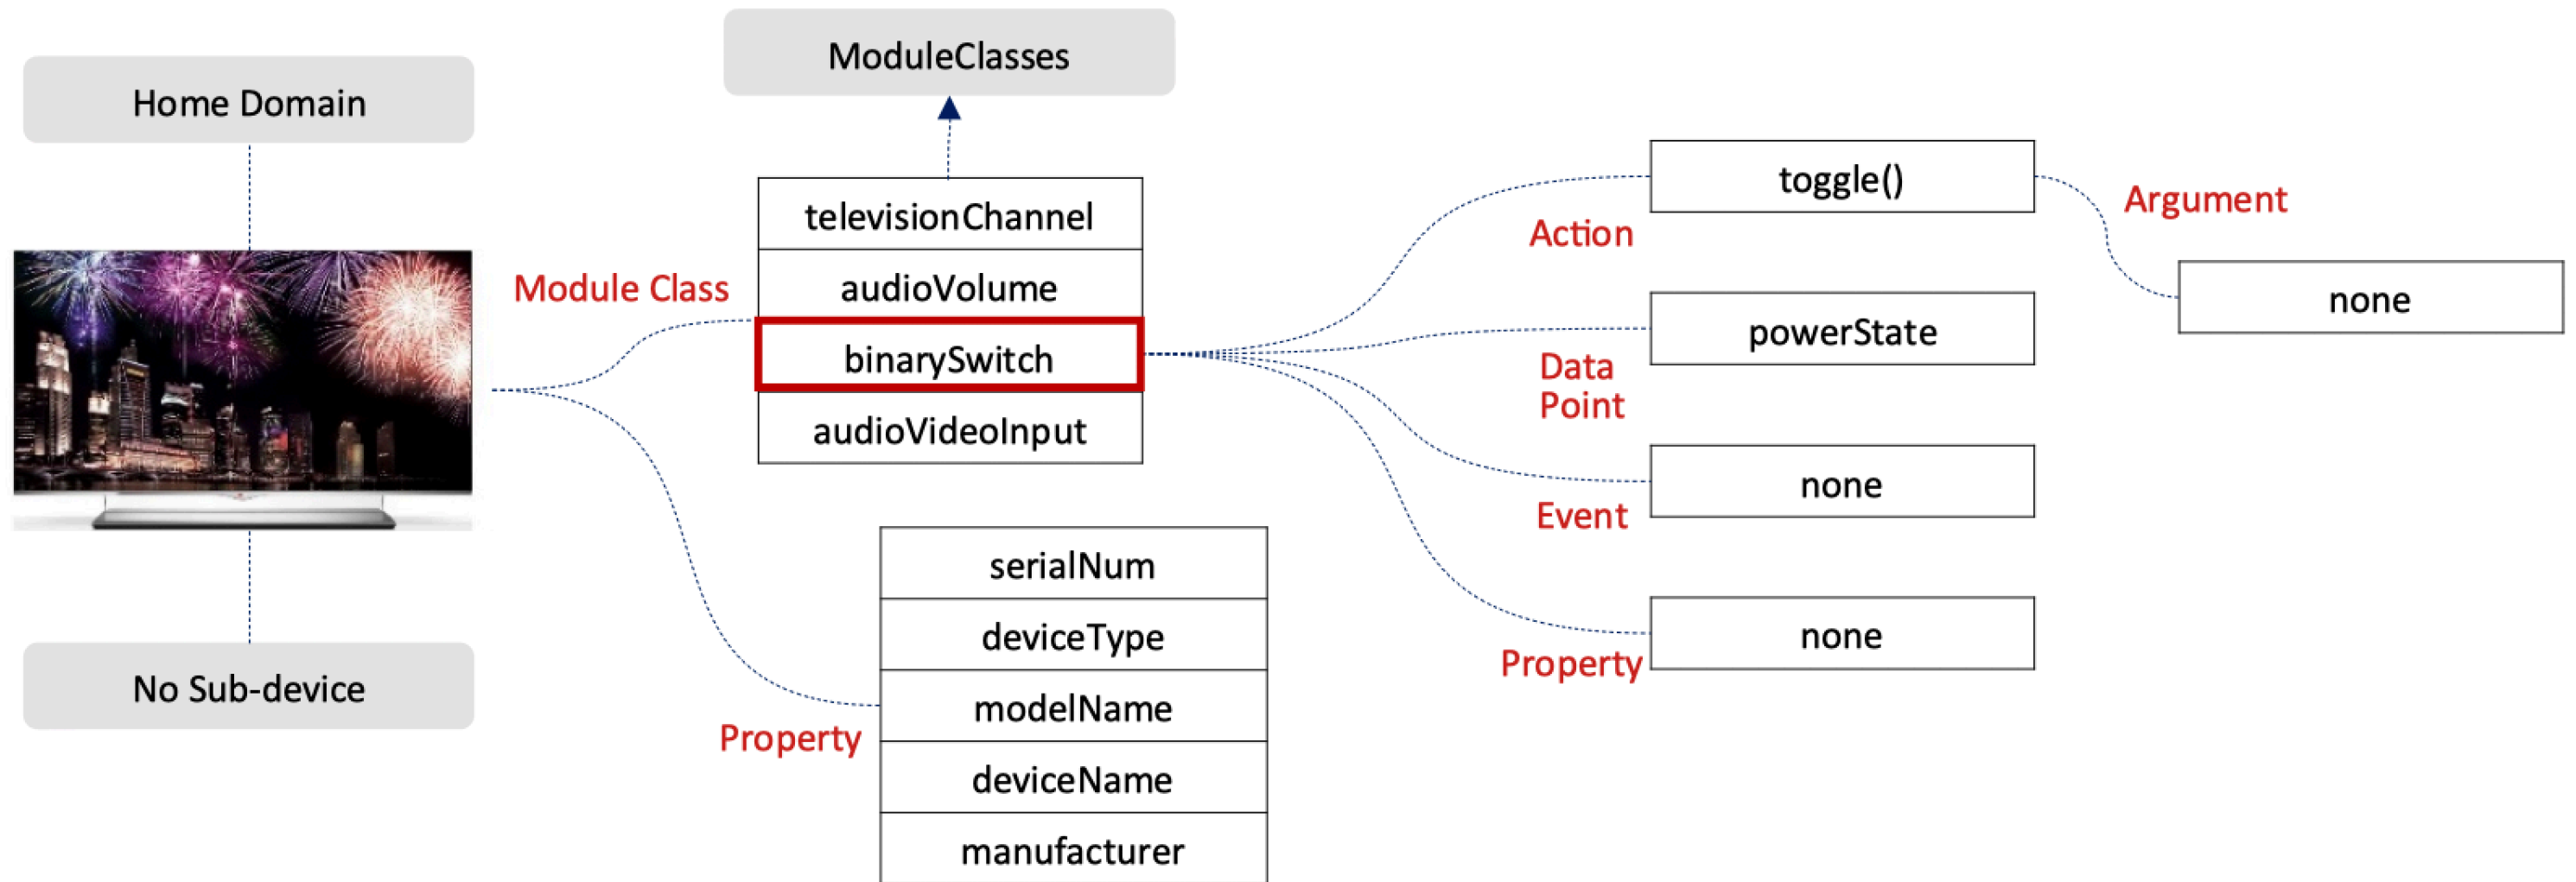 ModuleClasses
Home Domain
televisionChannel
audioVolume
binarySwitch
audioVideoInput
Module Class
toggle()
Action
Argument
none
powerState
Data
Point
none
Event
none
Property
No Sub-device
serialNum
deviceType
modelName
deviceName
manufacturer
Property